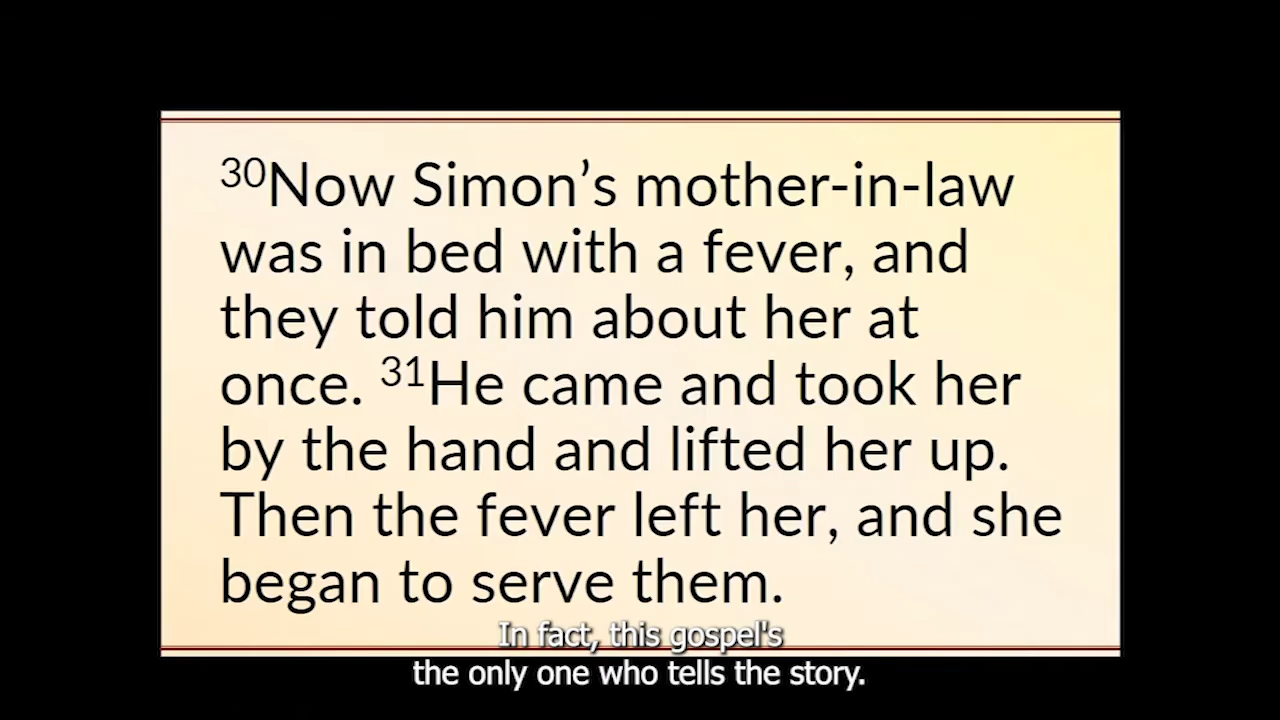 ³⁰Now Simon’s mother-in-law
was in bed with a fever, and
they told him about her at
once. ³¹He came and took her
by the hand and lifted her up.
Then the fever left her, and she
began to serve them.
In fact, this gospel's
the only one who tells the story.